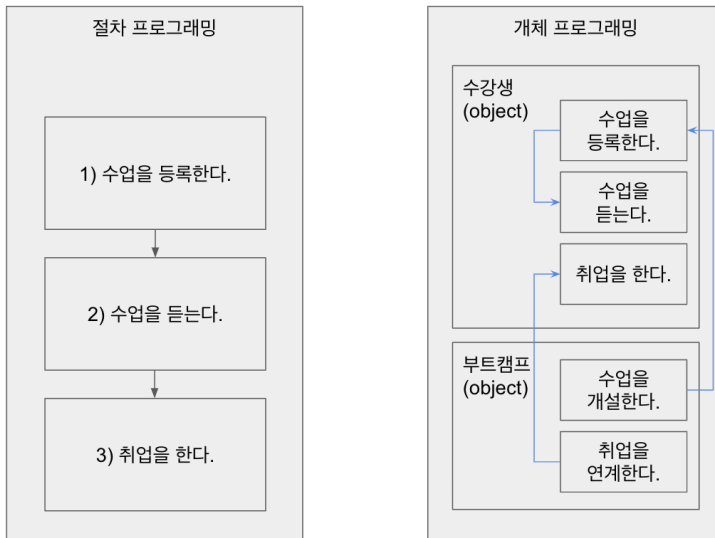 절차 프로그래밍
1) 수업을 등록한다.
2) 수업을 듣는다.
3) 취업을 한다.
개체 프로그래밍
수강생
(object)
수업을
등록한다.
수업을
듣는다.
취업을 한다.
부트캠프
(object)
수업을
개설한다.
취업을
연계한다.